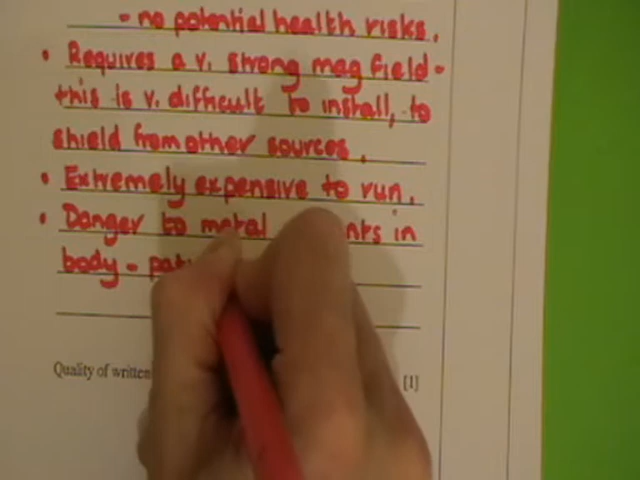 - no potential health risks.
• Requires a v. strong mag field -
this is v. difficult to install, to
shield from other sources.
• Extremely expensive to run.
• Danger to metal in
body -
Quality of written
[1]